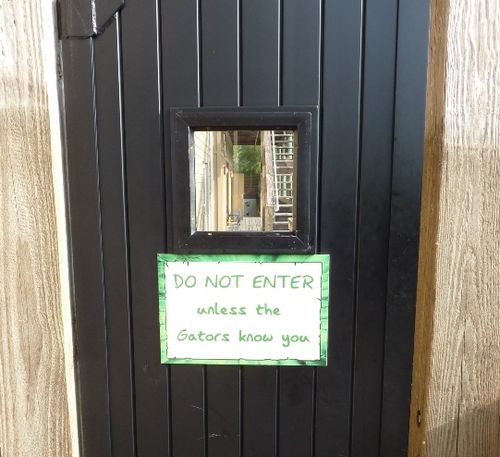 DO NOT ENTER
unless the
Gators know you